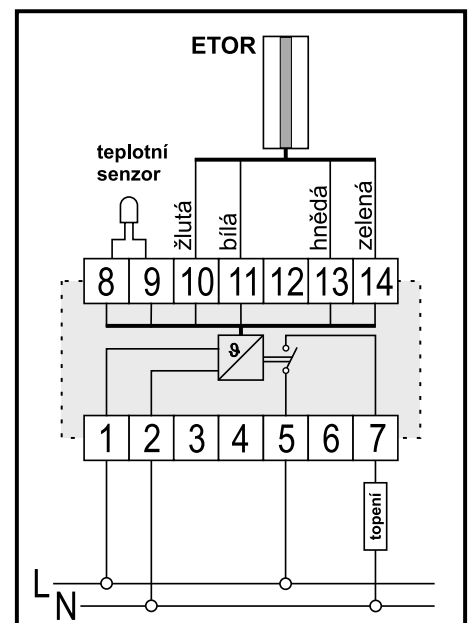 ETOR
teplotní
senzor
žlutá
bílá
hnědá
zelená
8 9 10 11 12 13 14
ϑ
1 2 3 4 5 6 7
topení
L
N